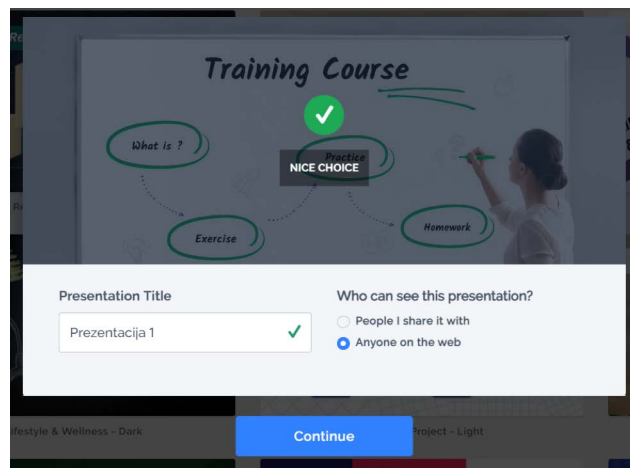 Training Course
What is ?
Practice
NICE CHOICE
Exercise
Homework
Presentation Title
Who can see this presentation?
Prezentacija 1
People I share it with
Anyone on the web
ifestyle & Wellness - Dark
Project - Light
Continue